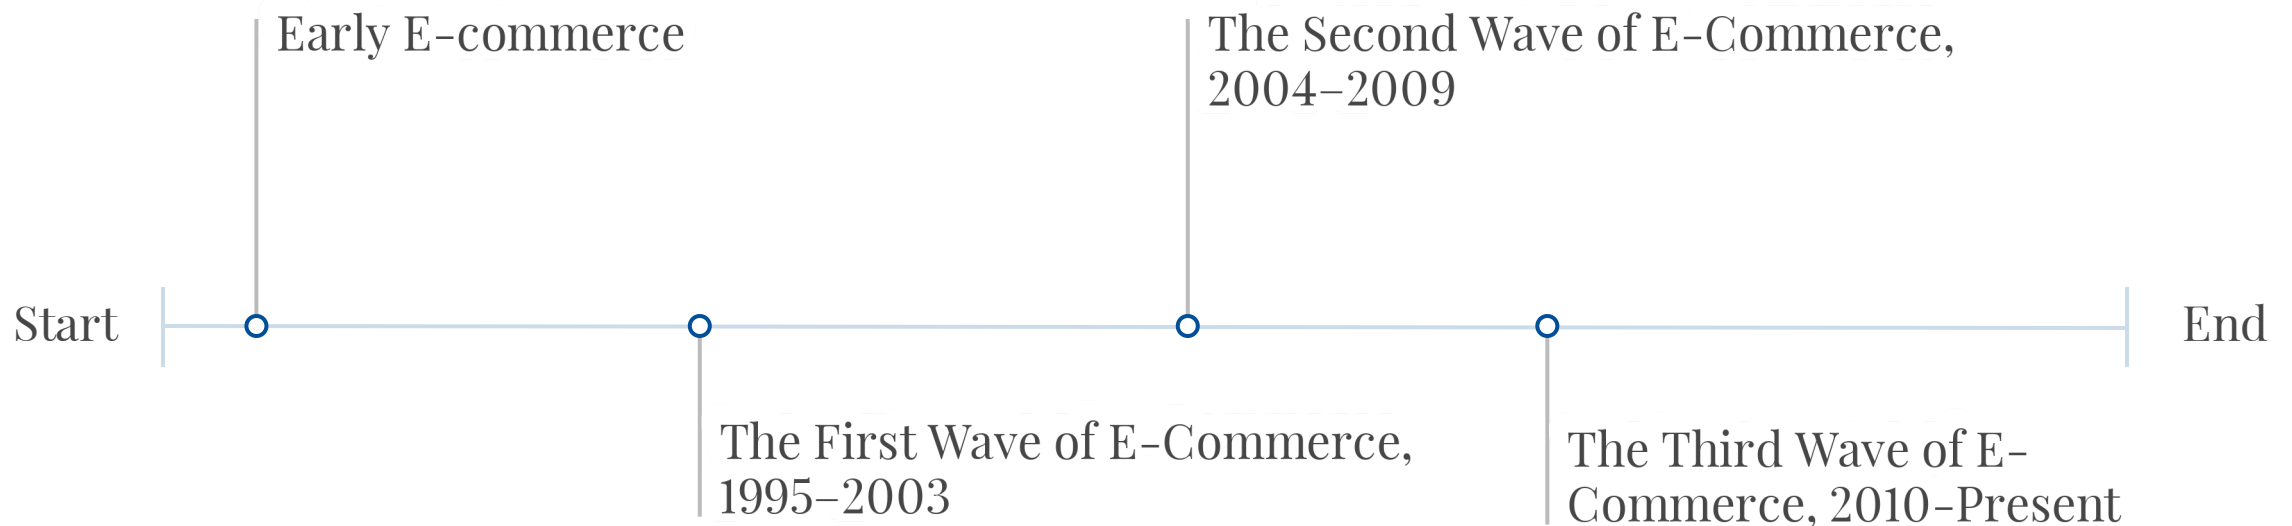 Early E-commerce
The Second Wave of E-Commerce,
2004–2009
Start
End
The First Wave of E-Commerce,
1995–2003
The Third Wave of E-
Commerce, 2010-Present